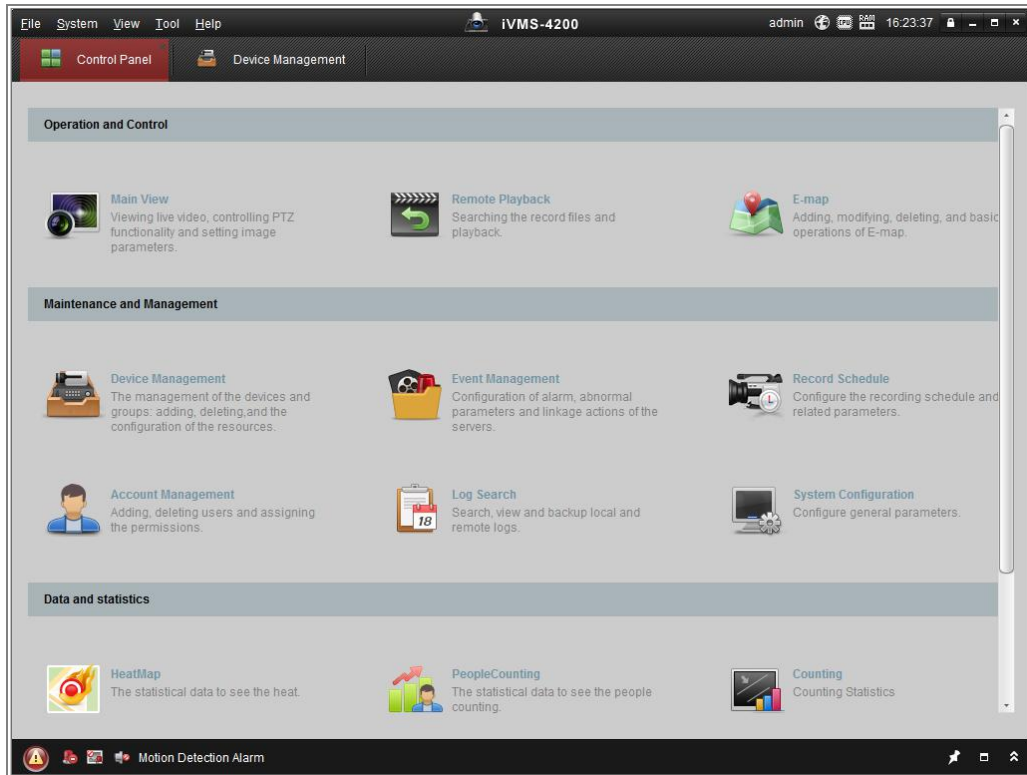 File System View Tool Help iVMS-4200 admin CPU RAM 16:23:37
Control Panel Device Management
Operation and Control
Main View
Viewing live video, controlling PTZ
functionality and setting image
parameters.
Remote Playback
Searching the record files and
playback.
E-map
Adding, modifying, deleting, and basic
operations of E-map.
Maintenance and Management
Device Management
The management of the devices and
groups: adding, deleting,and the
configuration of the resources.
Event Management
Configuration of alarm, abnormal
parameters and linkage actions of the
servers.
Record Schedule
Configure the recording schedule and
related parameters.
Account Management
Adding, deleting users and assigning
the permissions.
18
Log Search
Search, view and backup local and
remote logs.
System Configuration
Configure general parameters.
Data and statistics
HeatMap
The statistical data to see the heat.
PeopleCounting
The statistical data to see the people
counting.
Counting
Counting Statistics
Motion Detection Alarm